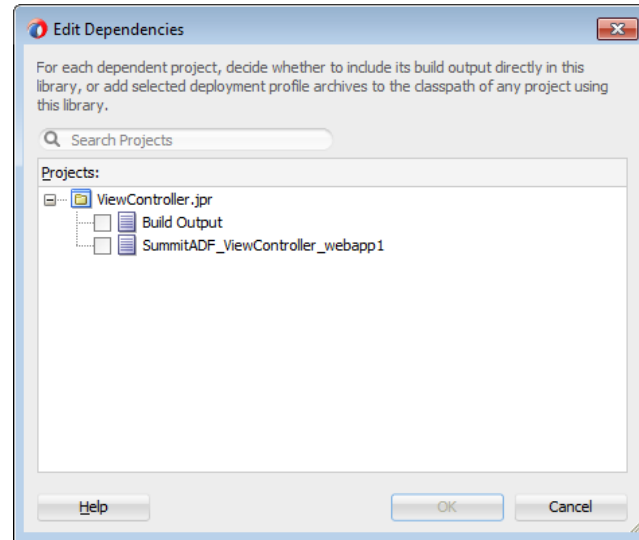 Edit Dependencies
For each dependent project, decide whether to include its build output directly in this
library, or add selected deployment profile archives to the classpath of any project using
this library.
Search Projects
Projects:
ViewController.jpr
Build Output
SummitADF_ViewController_webapp1
Help
OK
Cancel